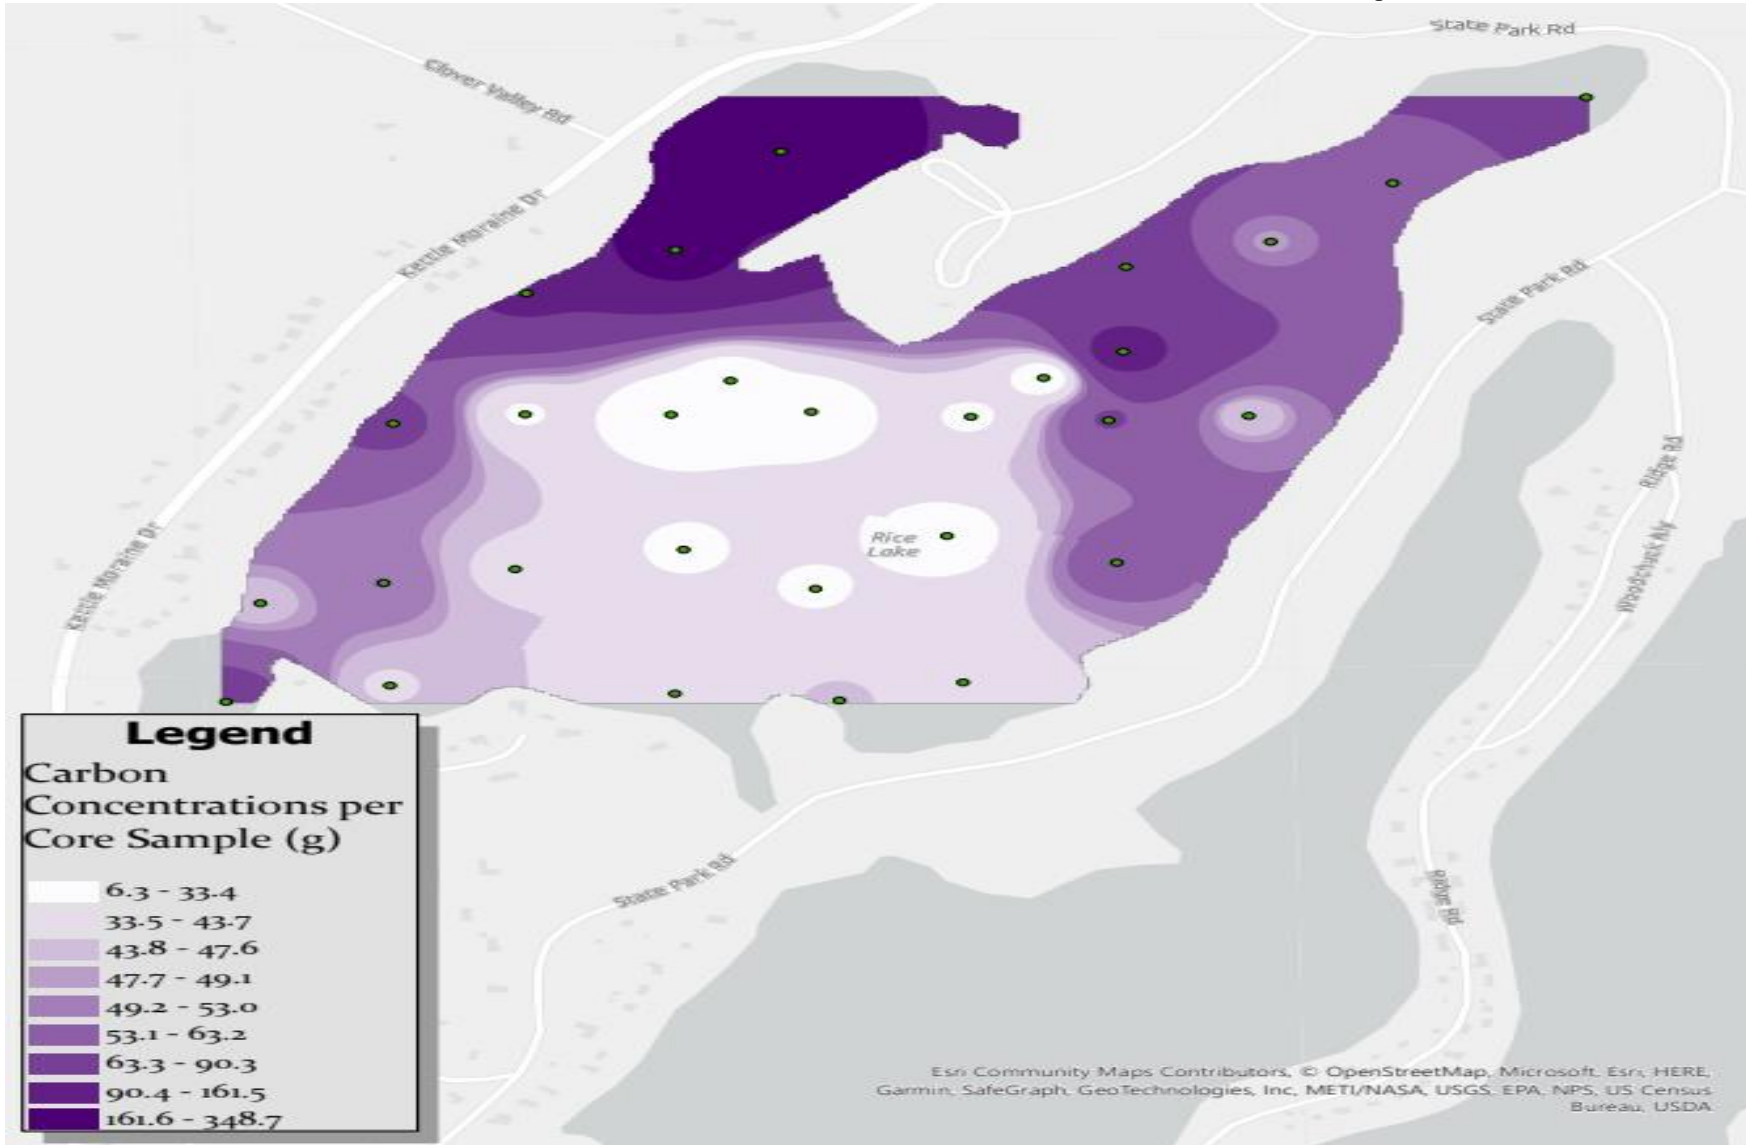 State Park Rd
Clover Valley Rd
Kettle Moraine Dr
State Park Rd
Ridge Rd
Rice
Lake
Kettle Moraine Dr
Woodchuck Aly
Legend
Carbon
Concentrations per
Core Sample (g)
State Park Rd
Ridge Rd
6.3 - 33.4
33.5 - 43.7
43.8 - 47.6
47.7 - 49.1
49.2 - 53.0
53.1 - 63.2
63.3 - 90.3
90.4 - 161.5
161.6 - 348.7
Esri Community Maps Contributors, © OpenStreetMap, Microsoft, Esri, HERE,
Garmin, SafeGraph, GeoTechnologies, Inc, METI/NASA, USGS, EPA, NPS, US Census
Bureau, USDA